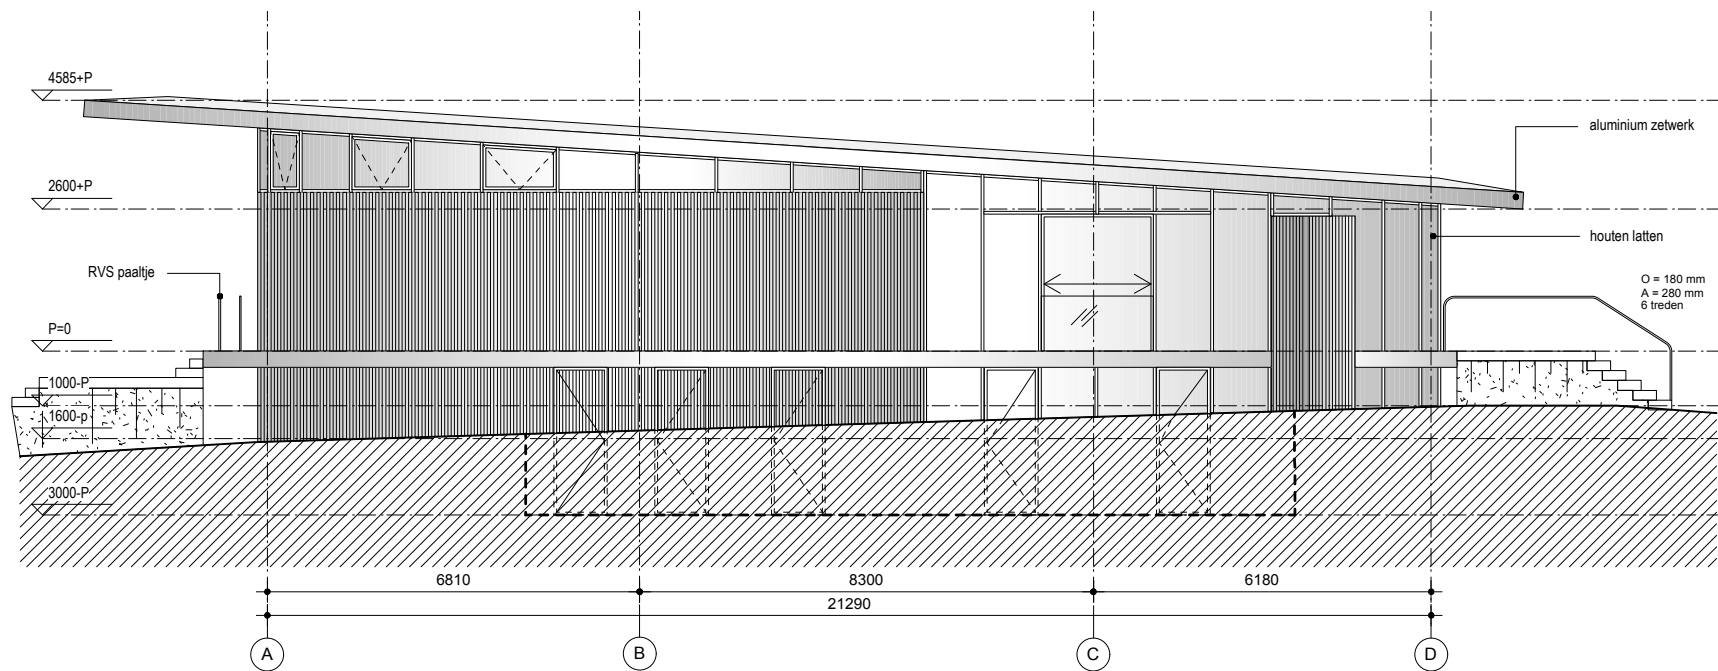 4585+P
aluminium zetwerk
2600+P
houten latten
RVS paaltje
O = 180 mm
A = 280 mm
6 treden
P=0
1000-P
1600-p
3000-P
6810
8300
6180
21290
A
B
C
D